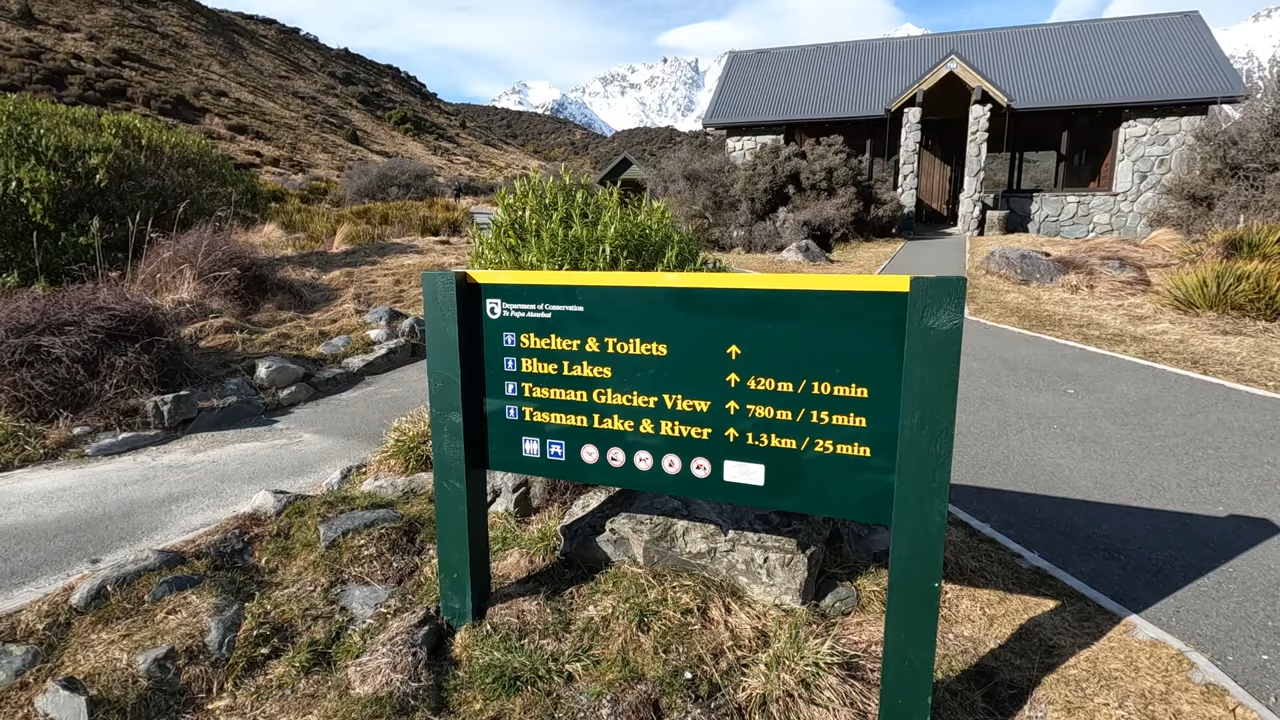 Department of Conservation
Te Papa Atawhai
Shelter & Toilets ↑
Blue Lakes ↑ 420 m / 10 min
Tasman Glacier View ↑ 780 m / 15 min
Tasman Lake & River ↑ 1.3 km / 25 min